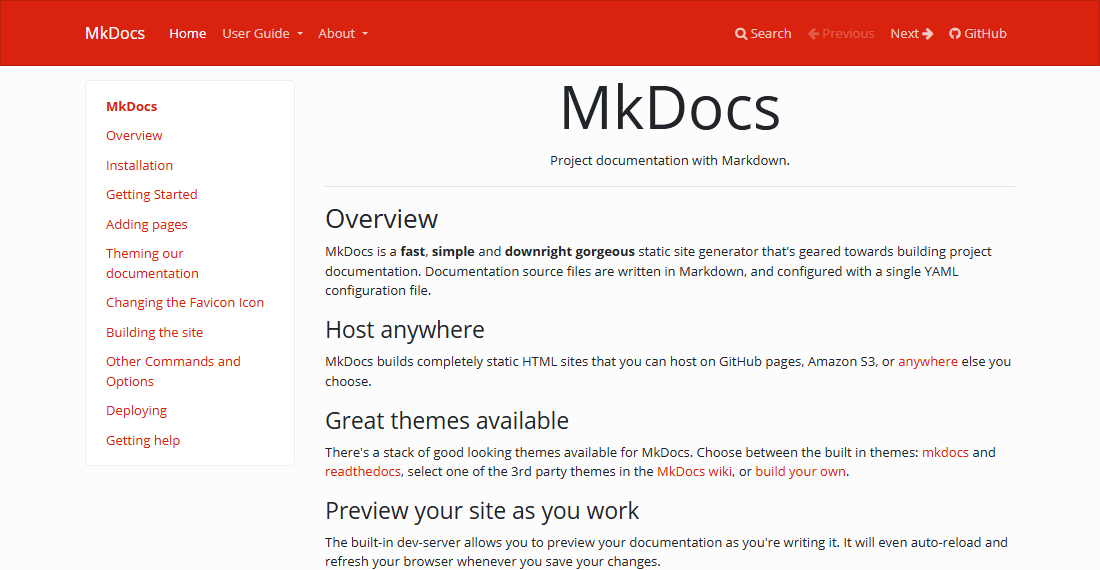 MkDocs Home User Guide About Search Previous Next GitHub
MkDocs
Overview
Installation
Getting Started
Adding pages
Theming our
documentation
Changing the Favicon Icon
Building the site
Other Commands and
Options
Deploying
Getting help
MkDocs
Project documentation with Markdown.
Overview
MkDocs is a fast, simple and downright gorgeous static site generator that's geared towards building project
documentation. Documentation source files are written in Markdown, and configured with a single YAML
configuration file.
Host anywhere
MkDocs builds completely static HTML sites that you can host on GitHub pages, Amazon S3, or anywhere else you
choose.
Great themes available
There's a stack of good looking themes available for MkDocs. Choose between the built in themes: mkdocs and
readthedocs, select one of the 3rd party themes in the MkDocs wiki, or build your own.
Preview your site as you work
The built-in dev-server allows you to preview your documentation as you're writing it. It will even auto-reload and
refresh your browser whenever you save your changes.